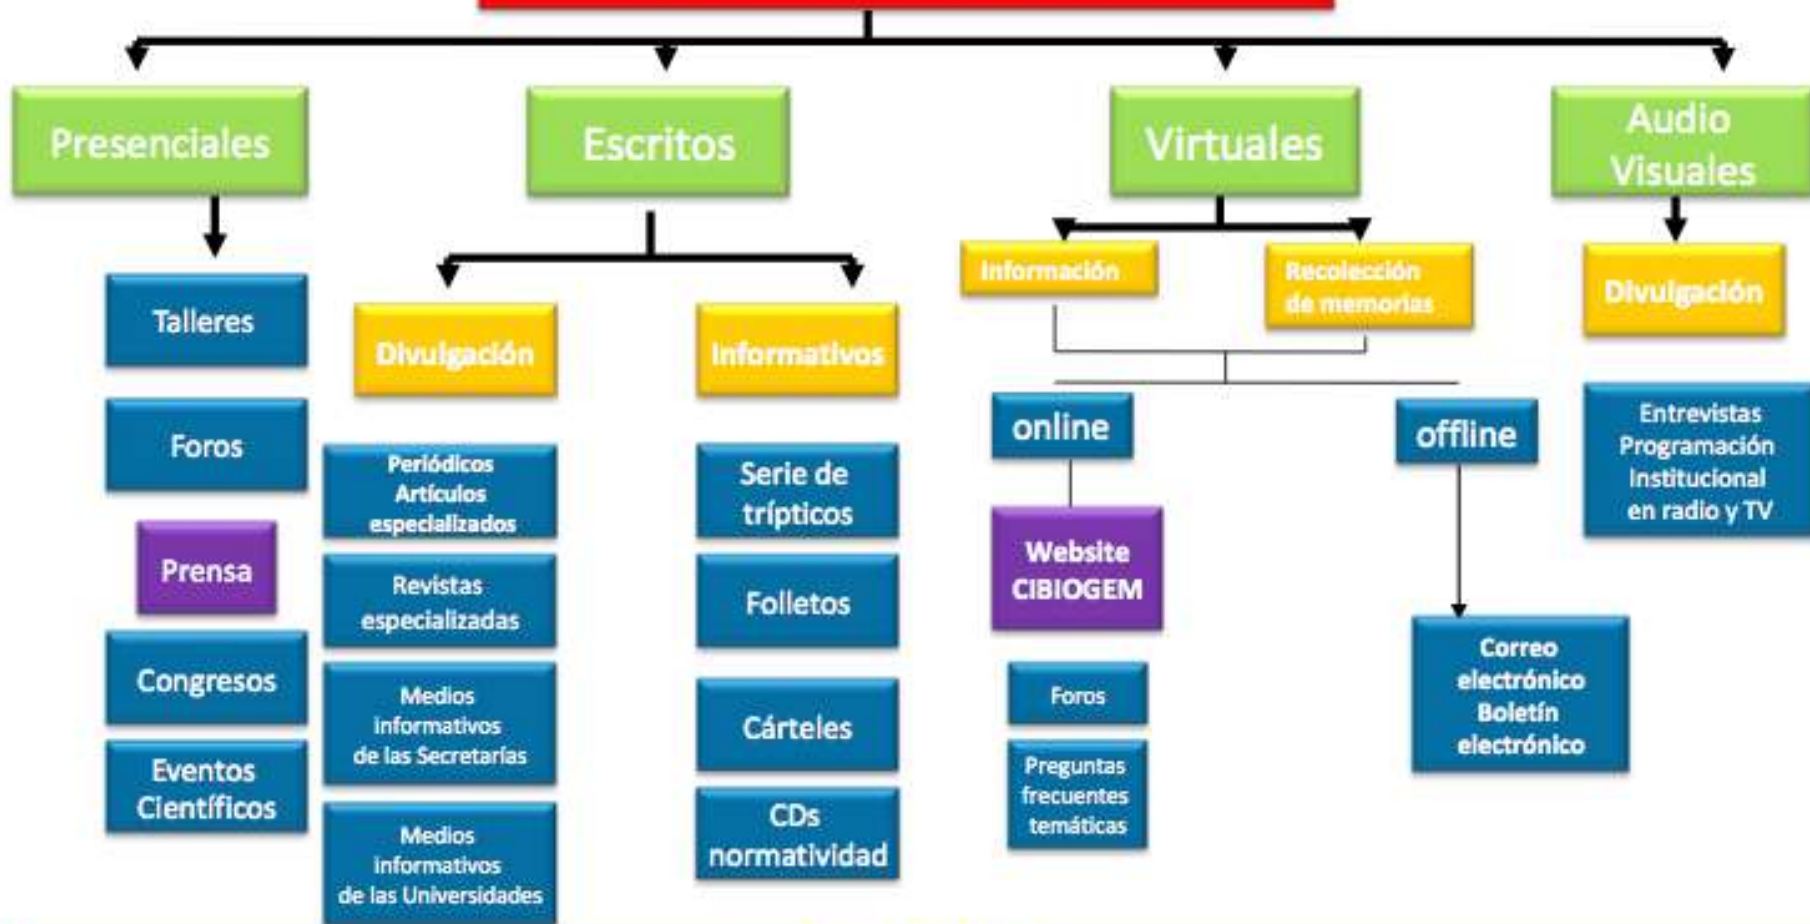 Presenciales
Escritos
Virtuales
Audio
Visuales
Talleres
Foros
Prensa
Congresos
Eventos
Científicos
Divulgación
Periódicos
Artículos
especializados
Revistas
especializadas
Medios
informativos
de las Secretarías
Medios
informativos
de las Universidades
Informativos
Serie de
trípticos
Folletos
Cárteles
CDs
normatividad
Información
Recolección
de memorias
online
Website
CIBIOGEM
Foros
Preguntas
frecuentes
temáticas
offline
Correo
electrónico
Boletín
electrónico
Divulgación
Entrevistas
Programación
Institucional
en radio y TV